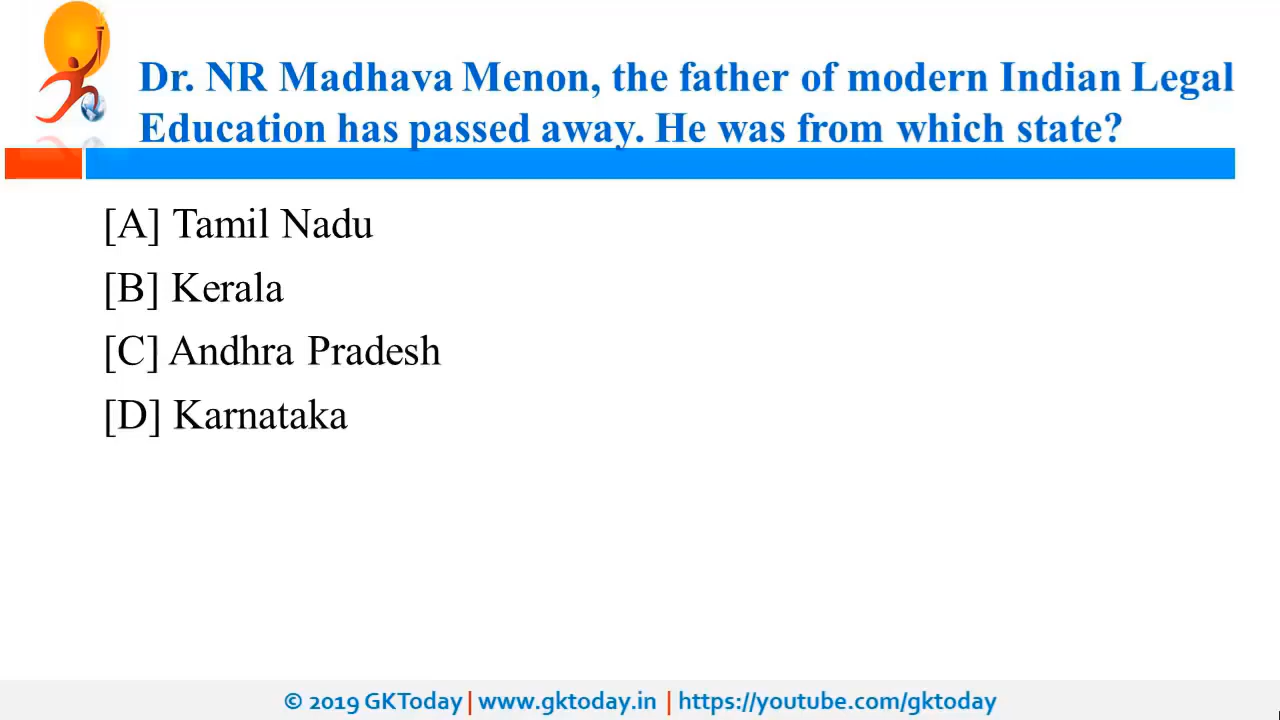 Dr. NR Madhava Menon, the father of modern Indian Legal
Education has passed away. He was from which state?
[A] Tamil Nadu
[B] Kerala
[C] Andhra Pradesh
[D] Karnataka
© 2019 GKToday | www.gktoday.in | https://youtube.com/gktoday